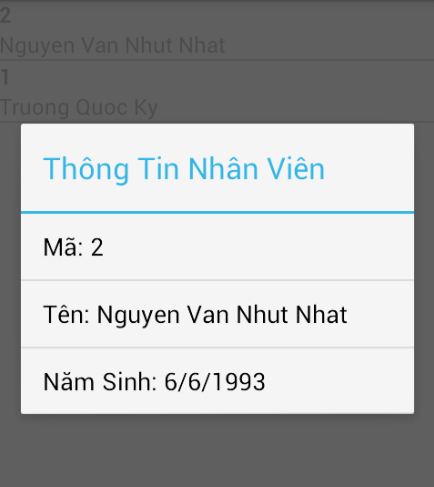 2
Nguyen Van Nhut Nhat
1
Truong Quoc Ky
Thông Tin Nhân Viên
Mã: 2
Tên: Nguyen Van Nhut Nhat
Năm Sinh: 6/6/1993